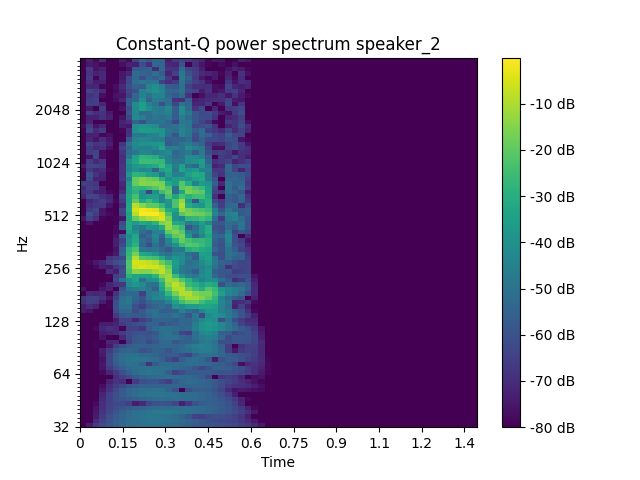 Constant-Q power spectrum speaker_2
Hz
2048
1024
512
256
128
64
32
0 0.15 0.3 0.45 0.6 0.75 0.9 1.1 1.2 1.4
Time
-10 dB
-20 dB
-30 dB
-40 dB
-50 dB
-60 dB
-70 dB
-80 dB